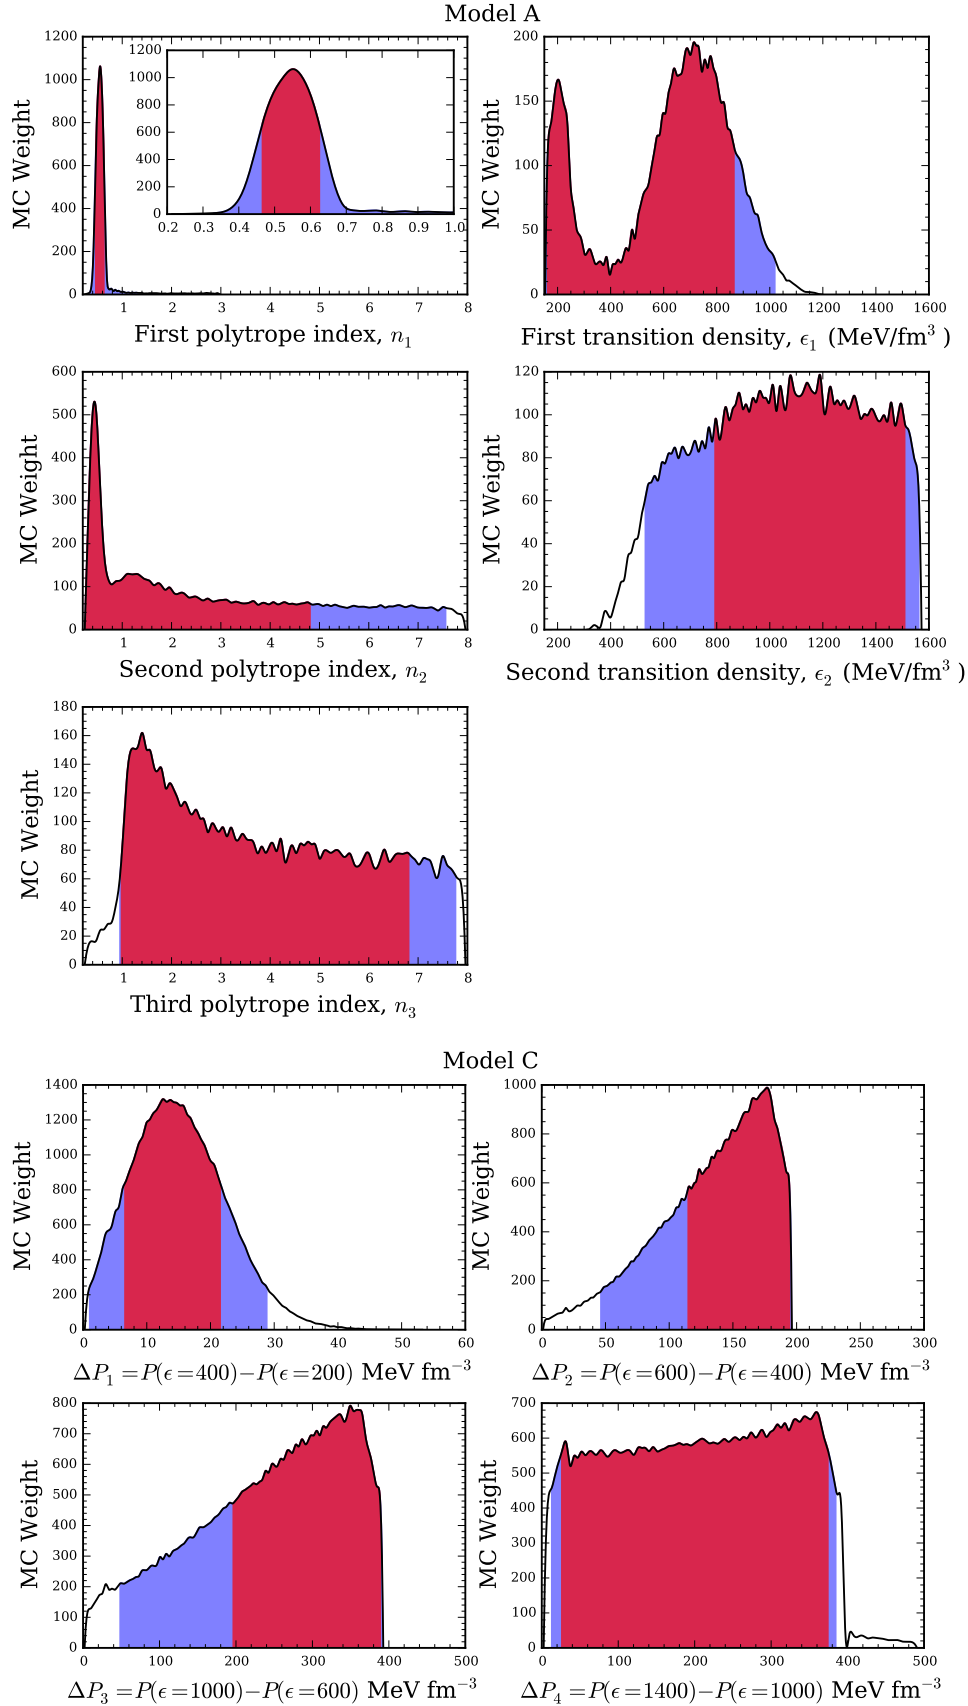 Model A
MC Weight
1200
1000
800
600
400
200
0
1 2 3 4 5 6 7 8
First polytrope index, n₁
1200
1000
800
600
400
200
0
0.2 0.3 0.4 0.5 0.6 0.7 0.8 0.9 1.0
MC Weight
200
150
100
50
0
200 400 600 800 1000 1200 1400 1600
First transition density, ϵ₁ (MeV/fm³ )
MC Weight
600
500
400
300
200
100
0
1 2 3 4 5 6 7 8
Second polytrope index, n₂
MC Weight
120
100
80
60
40
20
0
200 400 600 800 1000 1200 1400 1600
Second transition density, ϵ₂ (MeV/fm³ )
MC Weight
180
160
140
120
100
80
60
40
20
0
1 2 3 4 5 6 7 8
Third polytrope index, n₃
Model C
MC Weight
1400
1200
1000
800
600
400
200
0
0 10 20 30 40 50 60
ΔP₁ =P(ϵ=400)−P(ϵ=200) MeV fm⁻³
MC Weight
1000
800
600
400
200
0
0 50 100 150 200 250 300
ΔP₂ =P(ϵ=600)−P(ϵ=400) MeV fm⁻³
MC Weight
800
700
600
500
400
300
200
100
0
0 100 200 300 400 500
ΔP₃ =P(ϵ=1000)−P(ϵ=600) MeV fm⁻³
MC Weight
700
600
500
400
300
200
100
0
0 100 200 300 400 500
ΔP₄ =P(ϵ=1400)−P(ϵ=1000) MeV fm⁻³